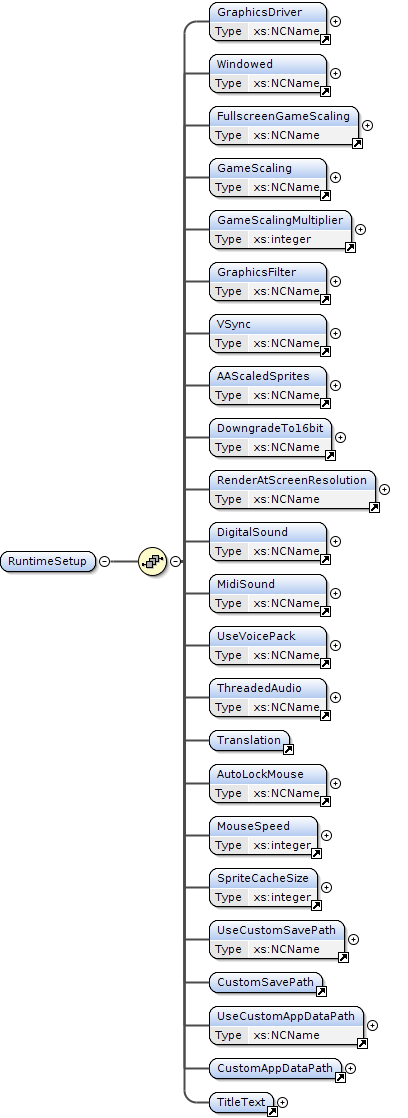 GraphicsDriver
Type xs:NCName
Windowed
Type xs:NCName
FullscreenGameScaling
Type xs:NCName
GameScaling
Type xs:NCName
GameScalingMultiplier
Type xs:integer
GraphicsFilter
Type xs:NCName
VSync
Type xs:NCName
AAScaledSprites
Type xs:NCName
DowngradeTo16bit
Type xs:NCName
RenderAtScreenResolution
Type xs:NCName
DigitalSound
Type xs:NCName
RuntimeSetup
MidiSound
Type xs:NCName
UseVoicePack
Type xs:NCName
ThreadedAudio
Type xs:NCName
Translation
AutoLockMouse
Type xs:NCName
MouseSpeed
Type xs:integer
SpriteCacheSize
Type xs:integer
UseCustomSavePath
Type xs:NCName
CustomSavePath
UseCustomAppDataPath
Type xs:NCName
CustomAppDataPath
TitleText